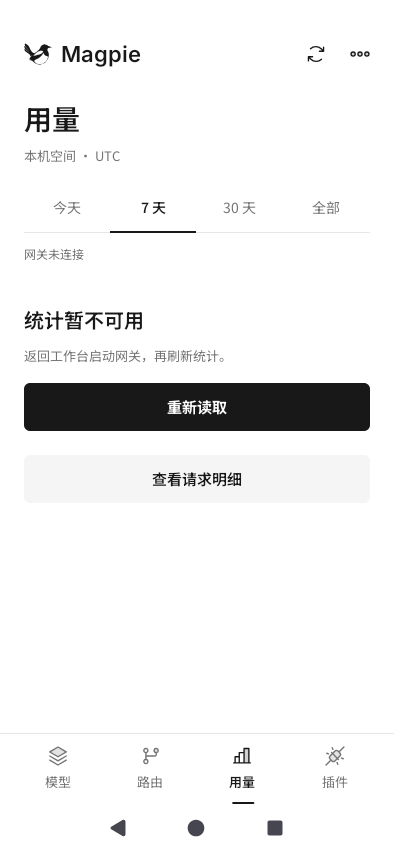 Magpie
用量
本机空间 • UTC
今天
7 天
30 天
全部
网关未连接
统计暂不可用
返回工作台启动网关，再刷新统计。
重新读取
查看请求明细
模型
路由
用量
插件